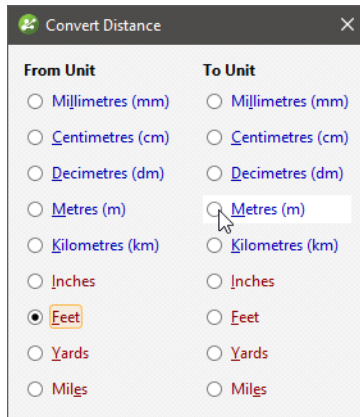 Convert Distance
From Unit To Unit
Millimetres (mm) Millimetres (mm)
Centimetres (cm) Centimetres (cm)
Decimetres (dm) Decimetres (dm)
Metres (m) Metres (m)
Kilometres (km) Kilometres (km)
Inches Inches
Feet Feet
Yards Yards
Miles Miles